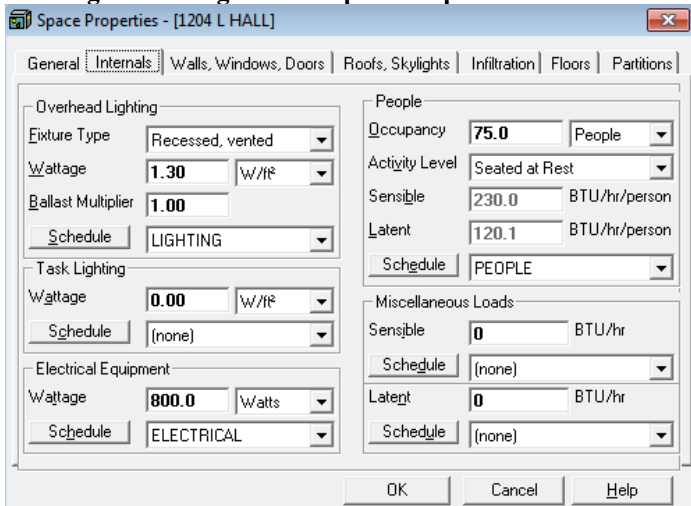 Space Properties - [1204 L HALL]
General Internals Walls, Windows, Doors Roofs, Skylights Infiltration Floors Partitions
Overhead Lighting
Fixture Type Recessed, vented
Wattage 1.30 W/ft²
Ballast Multiplier 1.00
Schedule LIGHTING
Task Lighting
Wattage 0.00 W/ft²
Schedule (none)
Electrical Equipment
Wattage 800.0 Watts
Schedule ELECTRICAL
People
Occupancy 75.0 People
Activity Level Seated at Rest
Sensible 230.0 BTU/hr/person
Latent 120.1 BTU/hr/person
Schedule PEOPLE
Miscellaneous Loads
Sensible 0 BTU/hr
Schedule (none)
Latent 0 BTU/hr
Schedule (none)
OK Cancel Help